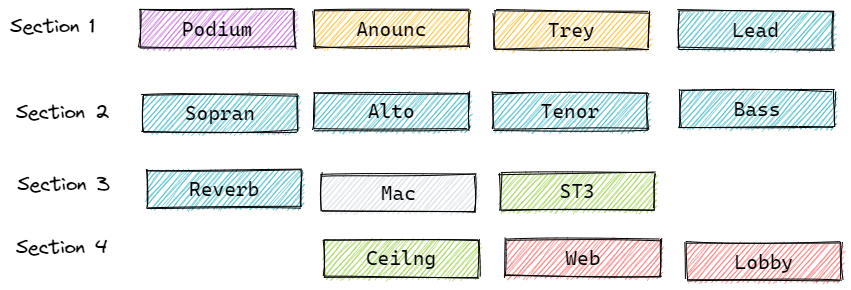 Section 1 Podium Anounc Trey Lead
Section 2 Sopran Alto Tenor Bass
Section 3 Reverb Mac ST3
Section 4 Ceilng Web Lobby